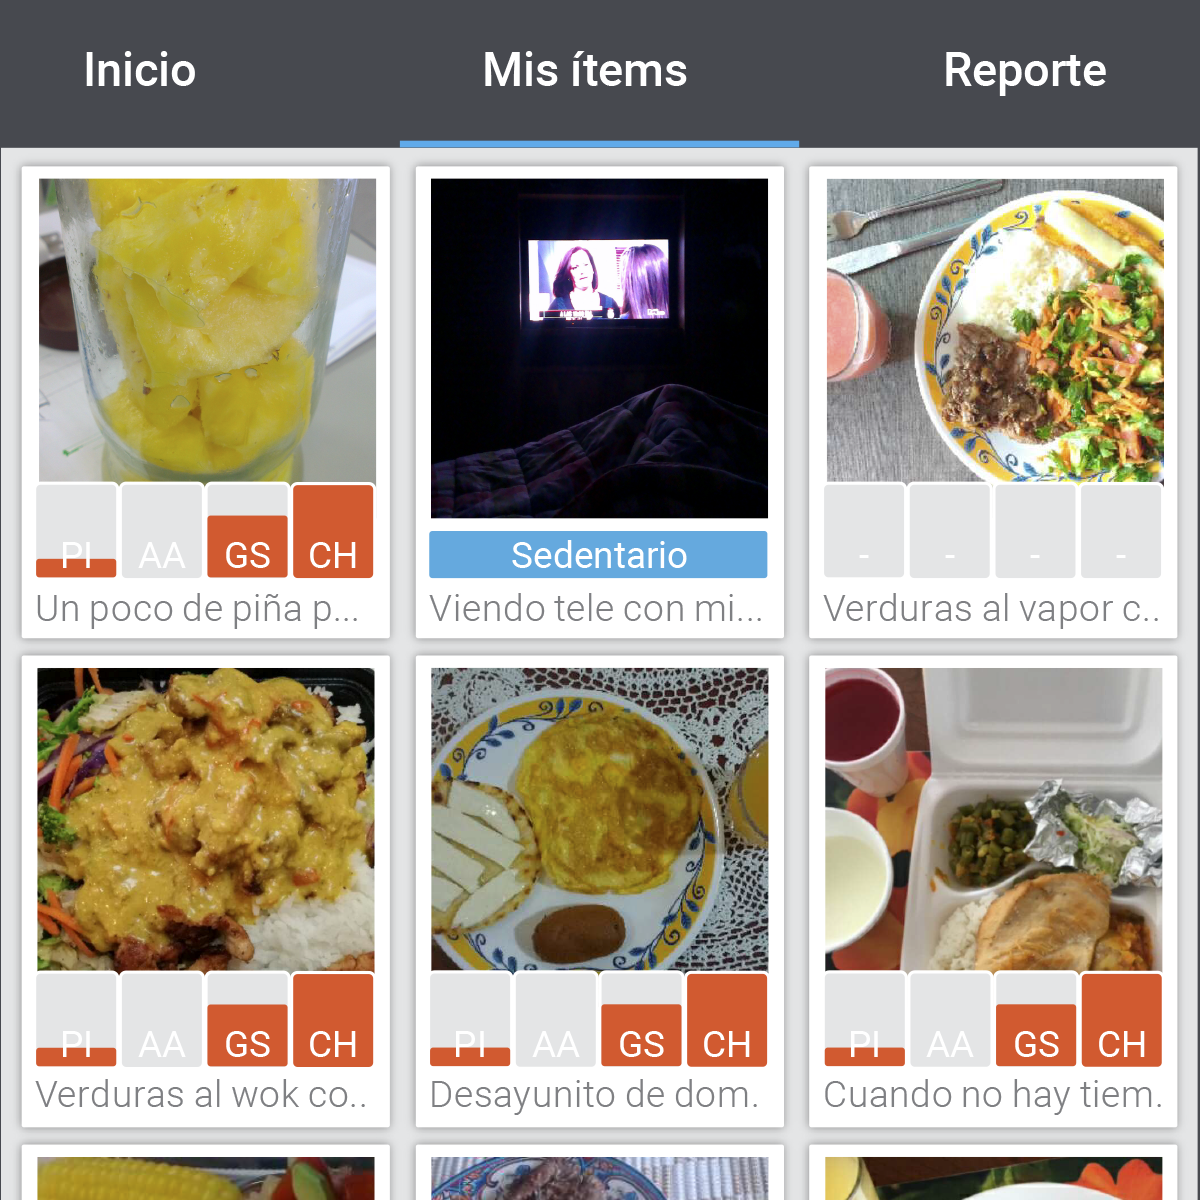 Inicio
Mis ítems
Reporte
PI AA GS CH
Un poco de piña p...
Sedentario
Viendo tele con mi...
- - - -
Verduras al vapor c..
PI AA GS CH
Verduras al wok co..
PI AA GS CH
Desayunito de dom.
PI AA GS CH
Cuando no hay tiem.